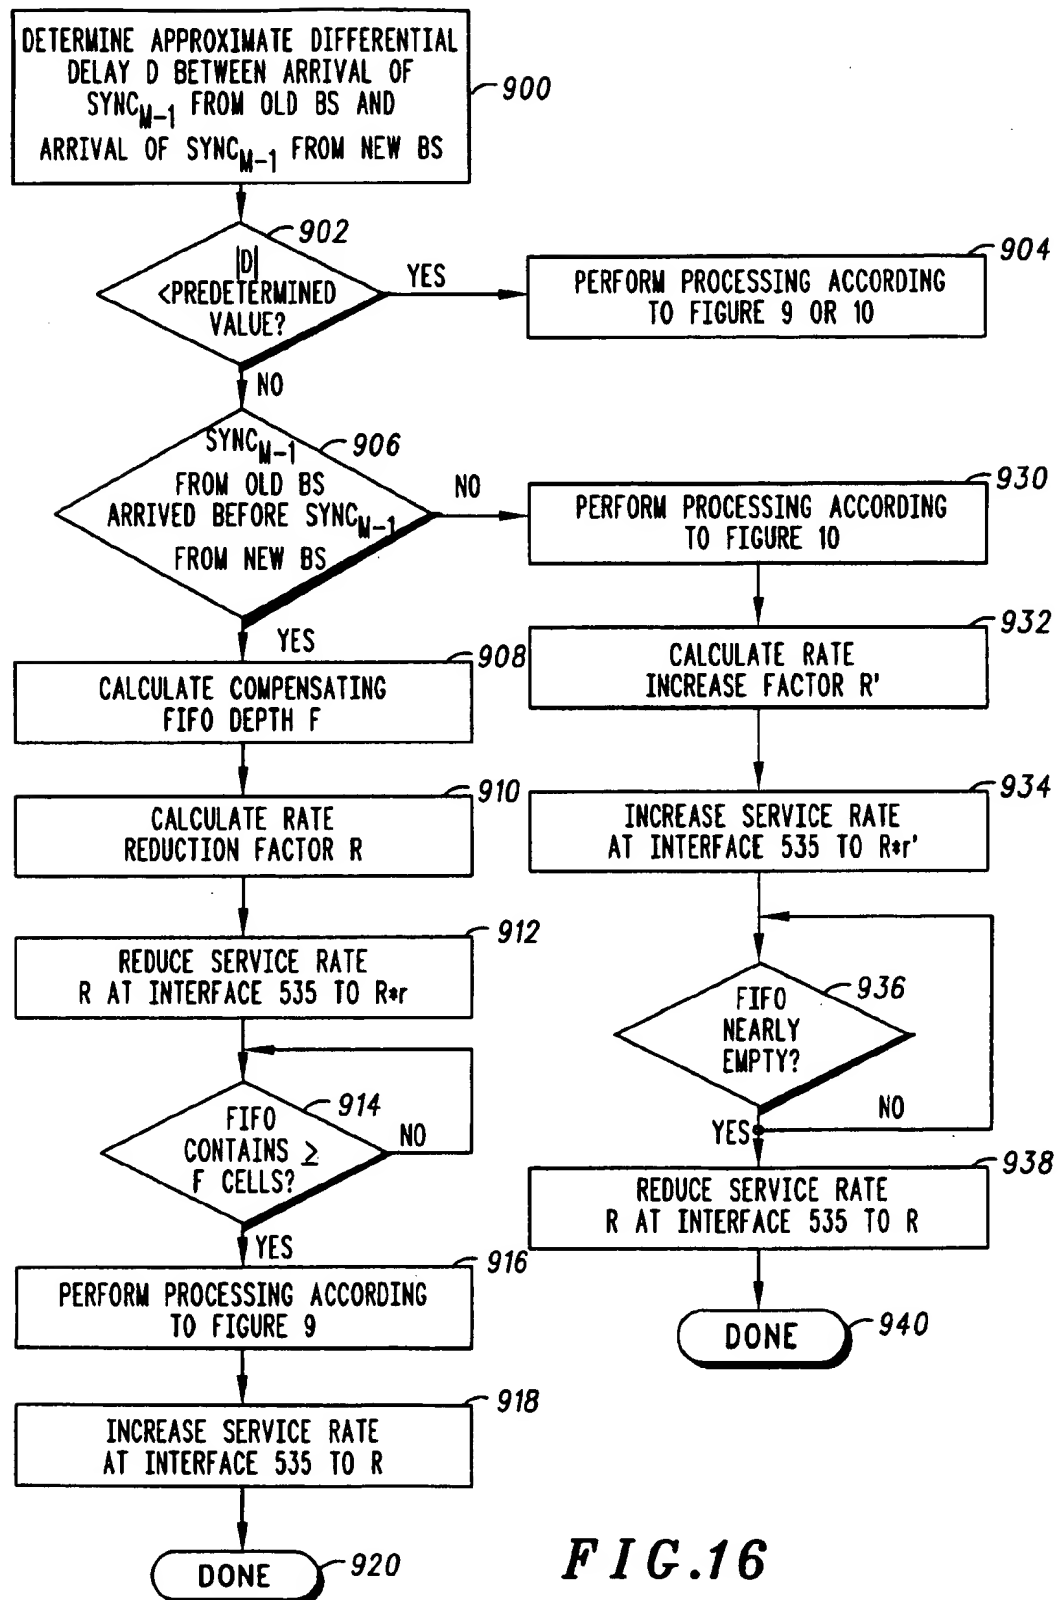 DETERMINE APPROXIMATE DIFFERENTIAL
DELAY D BETWEEN ARRIVAL OF
SYNC_M-1 FROM OLD BS AND
ARRIVAL OF SYNC_M-1 FROM NEW BS
900
902
|D|
<PREDETERMINED
VALUE?
YES
904
PERFORM PROCESSING ACCORDING
TO FIGURE 9 OR 10
NO
906
SYNC_M-1
FROM OLD BS
ARRIVED BEFORE SYNC_M-1
FROM NEW BS
NO
930
PERFORM PROCESSING ACCORDING
TO FIGURE 10
YES
908
CALCULATE COMPENSATING
FIFO DEPTH F
932
CALCULATE RATE
INCREASE FACTOR R'
910
CALCULATE RATE
REDUCTION FACTOR R
934
INCREASE SERVICE RATE
AT INTERFACE 535 TO R*r'
912
REDUCE SERVICE RATE
R AT INTERFACE 535 TO R*r
936
FIFO
NEARLY
EMPTY?
NO
YES
914
FIFO
CONTAINS ≥
F CELLS?
NO
YES
938
REDUCE SERVICE RATE
R AT INTERFACE 535 TO R
916
PERFORM PROCESSING ACCORDING
TO FIGURE 9
DONE
940
918
INCREASE SERVICE RATE
AT INTERFACE 535 TO R
DONE
920
FIG.16